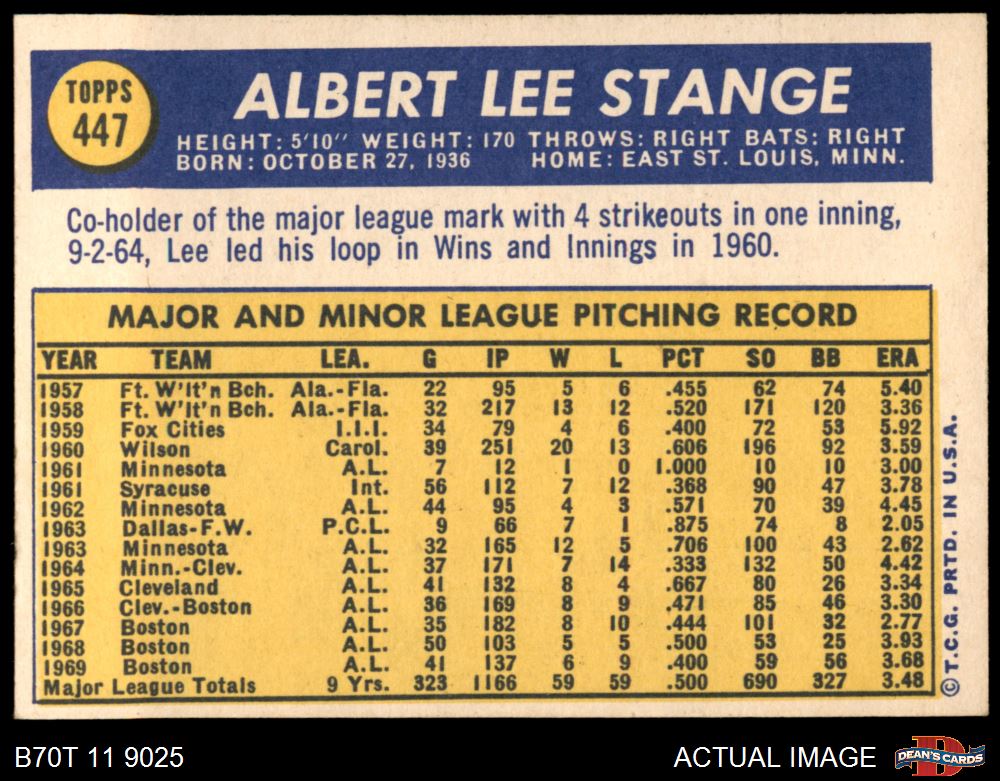 TOPPS
447
ALBERT LEE STANGE
HEIGHT: 5'10" WEIGHT: 170 THROWS: RIGHT BATS: RIGHT
BORN: OCTOBER 27, 1936 HOME: EAST ST. LOUIS, MINN.
Co-holder of the major league mark with 4 strikeouts in one inning,
9-2-64, Lee led his loop in Wins and Innings in 1960.
MAJOR AND MINOR LEAGUE PITCHING RECORD
YEAR TEAM LEA. G IP W L PCT SO BB ERA
1957 Ft. W'lt'n Bch. Ala.-Fla. 22 95 5 6 .455 62 74 5.40
1958 Ft. W'lt'n Bch. Ala.-Fla. 32 217 13 12 .520 171 120 3.36
1959 Fox Cities I.I.I. 34 79 4 6 .400 72 53 5.92
1960 Wilson Carol. 39 251 20 13 .606 196 92 3.59
1961 Minnesota A.L. 7 12 1 0 1.000 10 10 3.00
1961 Syracuse Int. 56 112 7 12 .368 90 47 3.78
1962 Minnesota A.L. 44 95 4 3 .571 70 39 4.45
1963 Dallas-F.W. P.C.L. 9 66 7 1 .875 74 8 2.05
1963 Minnesota A.L. 32 165 12 5 .706 100 43 2.62
1964 Minn.-Clev. A.L. 37 171 7 14 .333 132 50 4.42
1965 Cleveland A.L. 41 132 8 4 .667 80 26 3.34
1966 Clev.-Boston A.L. 36 169 8 9 .471 85 46 3.30
1967 Boston A.L. 35 182 8 10 .444 101 32 2.77
1968 Boston A.L. 50 103 5 5 .500 53 25 3.93
1969 Boston A.L. 41 137 6 9 .400 59 56 3.68
Major League Totals 9 Yrs. 323 1166 59 59 .500 690 327 3.48
© T.C.G. PRTD. IN U.S.A.
B70T 11 9025
ACTUAL IMAGE
DEAN'S CARDS